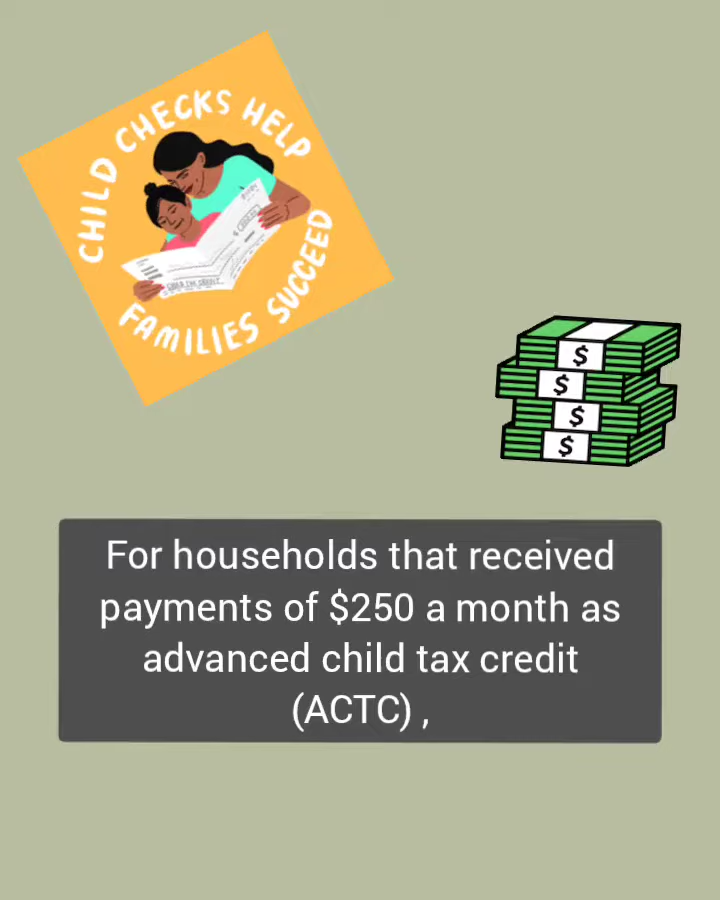 CHILD CHECKS HELP
FAMILIES SUCCEED
$
$
$
$
For households that received
payments of $250 a month as
advanced child tax credit
(ACTC) ,